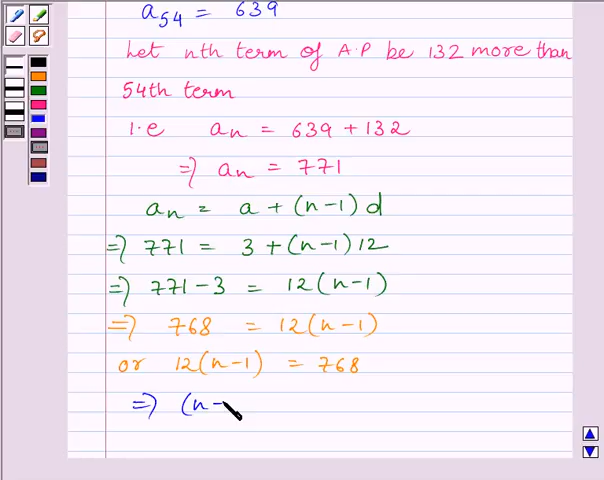 a54 = 639
Let nth term of A.P be 132 more than
54th term
i.e an = 639 + 132
⇒ an = 771
an = a + (n-1) d
⇒ 771 = 3 + (n-1) 12
⇒ 771 - 3 = 12 (n-1)
⇒ 768 = 12 (n-1)
or 12 (n-1) = 768
⇒ (n-